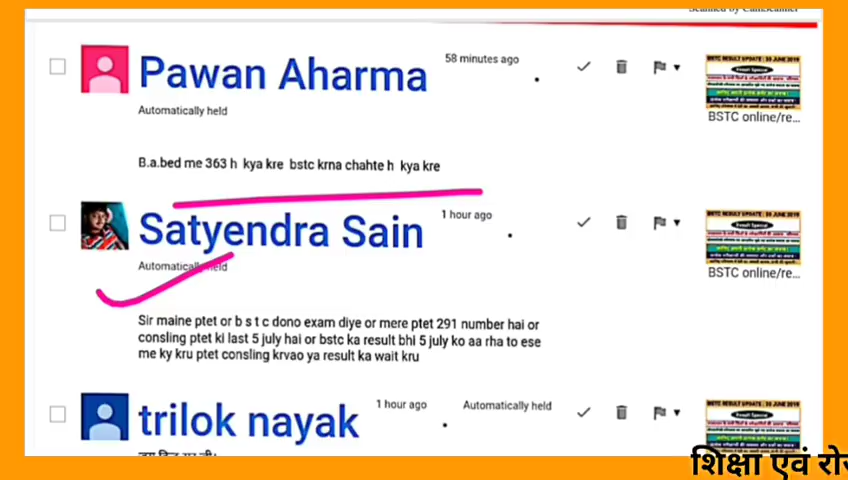 Pawan Aharma
58 minutes ago
Automatically held
BSTC online/re...
B.a.bed me 363 h kya kre bstc krna chahte h kya kre
Satyendra Sain
1 hour ago
Automatically held
BSTC online/re...
Sir maine ptet or b s t c dono exam diye or mere ptet 291 number hai or
consling ptet ki last 5 july hai or bstc ka result bhi 5 july ko aa rha to ese
me ky kru ptet consling krvao ya result ka wait kru
trilok nayak
1 hour ago
Automatically held
शिक्षा एवं